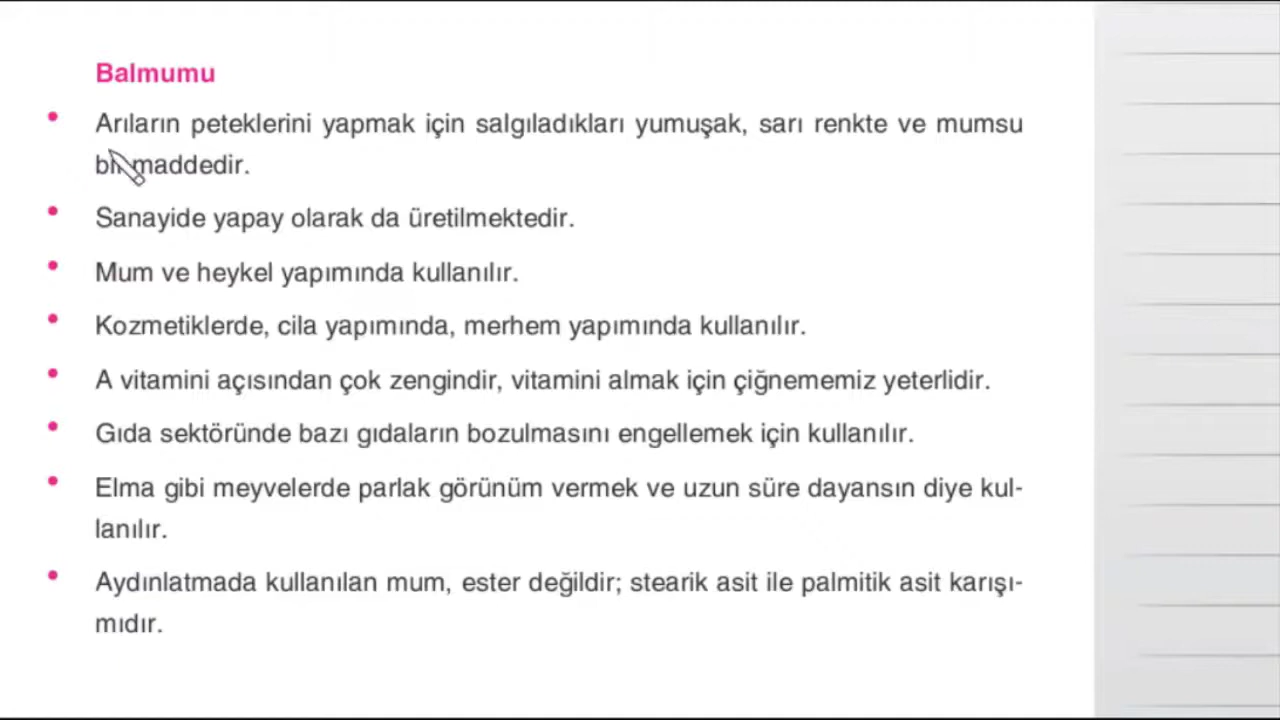 Balmumu
• Arıların peteklerini yapmak için salgıladıkları yumuşak, sarı renkte ve mumsu
bir maddedir.
• Sanayide yapay olarak da üretilmektedir.
• Mum ve heykel yapımında kullanılır.
• Kozmetiklerde, cila yapımında, merhem yapımında kullanılır.
• A vitamini açısından çok zengindir, vitamini almak için çiğnememiz yeterlidir.
• Gıda sektöründe bazı gıdaların bozulmasını engellemek için kullanılır.
• Elma gibi meyvelerde parlak görünüm vermek ve uzun süre dayansın diye kul-
lanılır.
• Aydınlatmada kullanılan mum, ester değildir; stearik asit ile palmitik asit karışı-
mıdır.